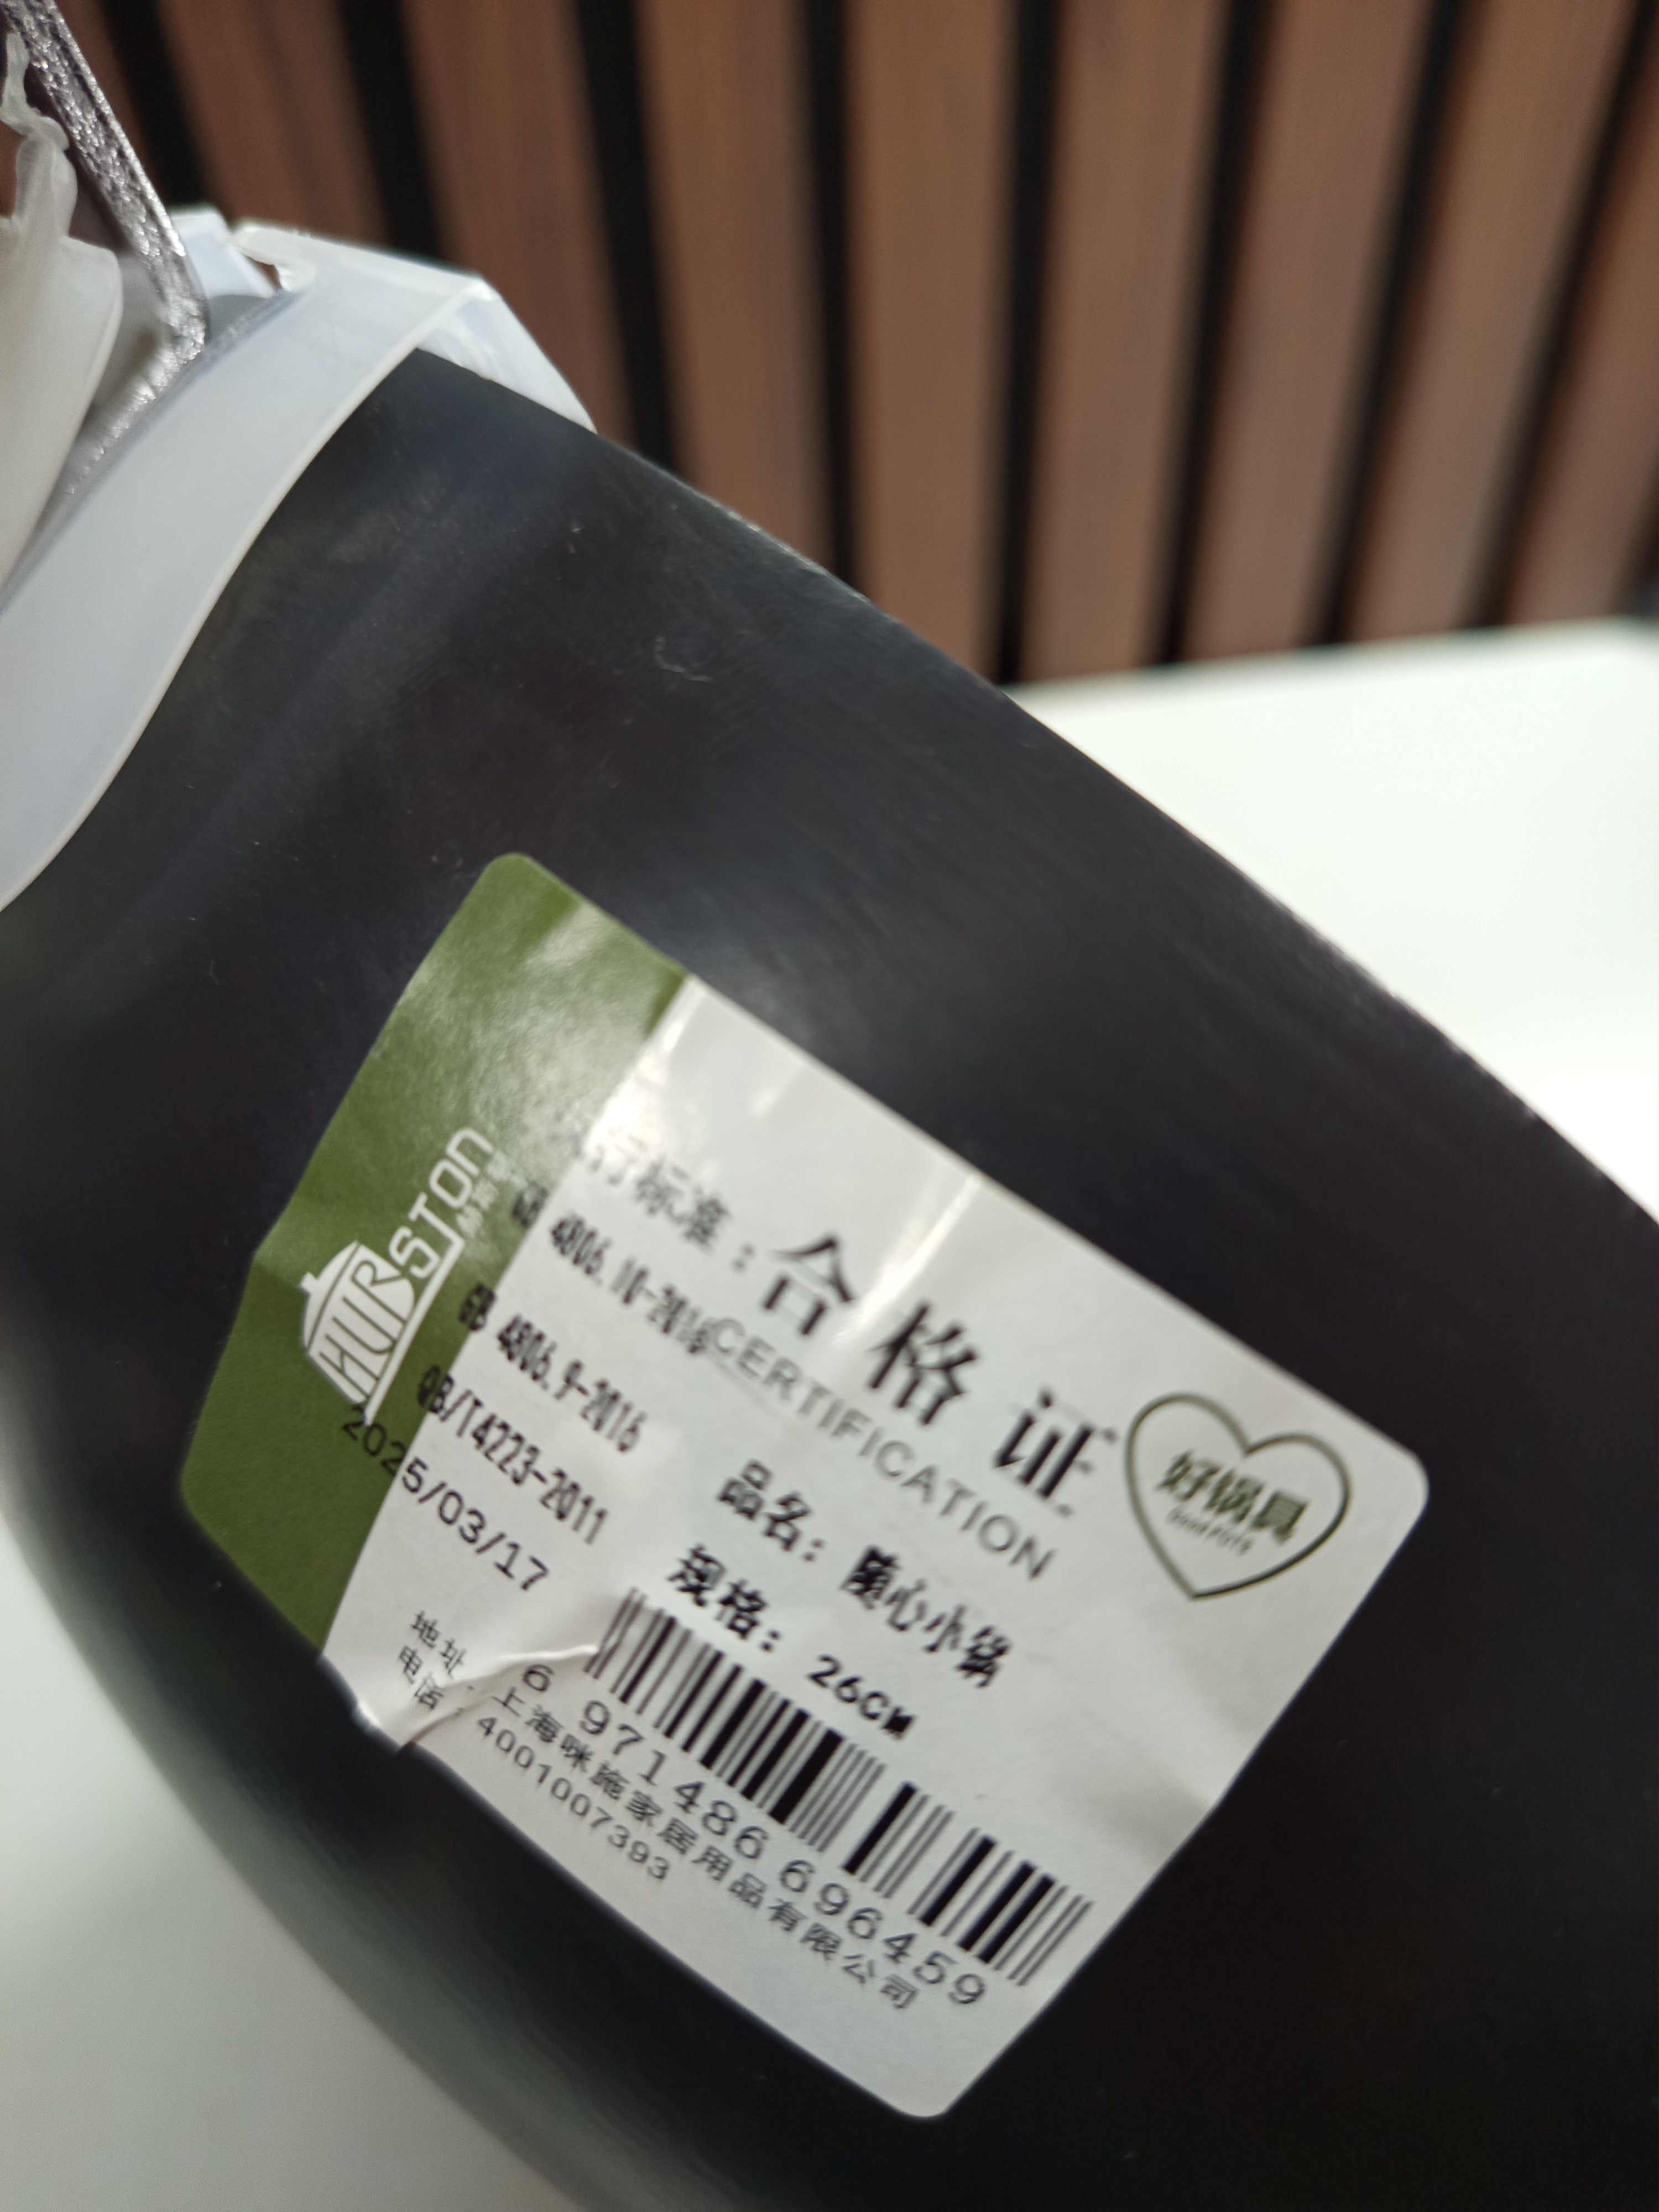 合格证
CERTIFICATION
好锅具
品名: 随心小锅
规格: 26CM
6 971486 696459
HURSTON
行标准:
GB 4806.10-2016
GB 4806.9-2016
QB/T4223-2011
2025/03/17
地址:上海咪施家居用品有限公司
电话:4001007393